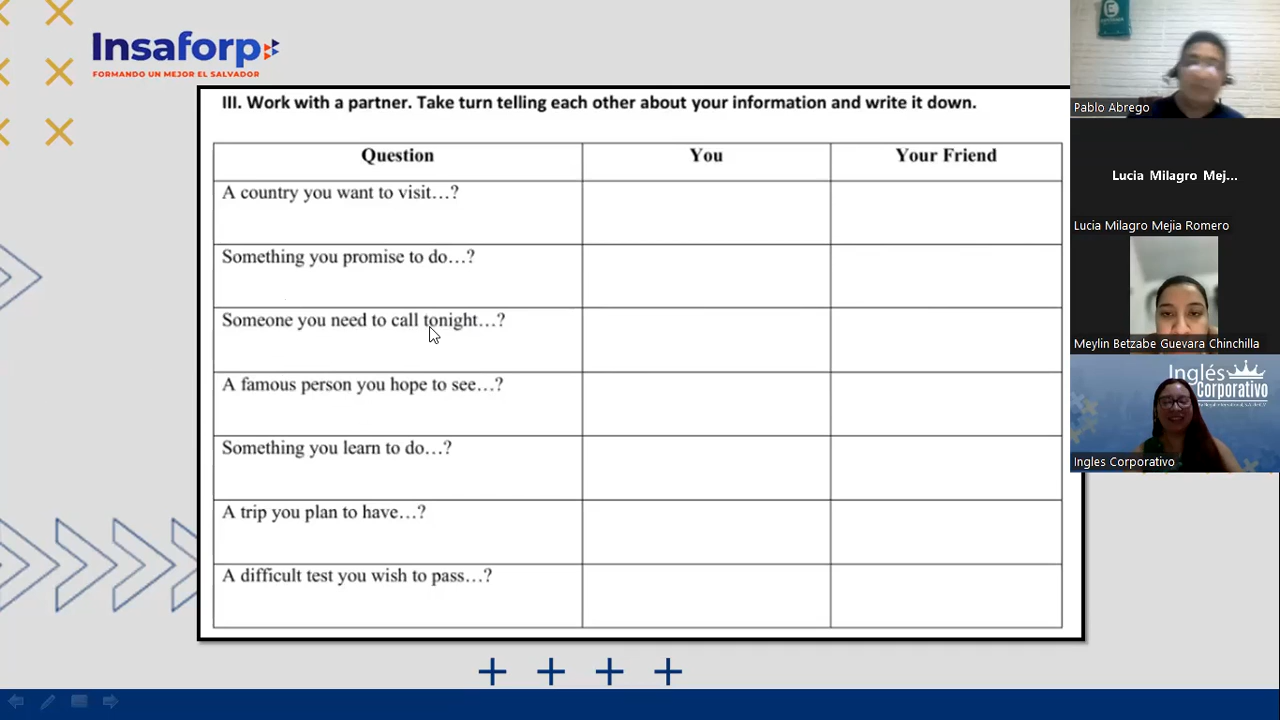 Insaforp
FORMANDO UN MEJOR EL SALVADOR
III. Work with a partner. Take turn telling each other about your information and write it down.
Question You Your Friend
A country you want to visit...?
Something you promise to do...?
Someone you need to call tonight...?
A famous person you hope to see...?
Something you learn to do...?
A trip you plan to have...?
A difficult test you wish to pass...?
Pablo Abrego
Lucia Milagro Mej...
Lucia Milagro Mejia Romero
Meylin Betzabe Guevara Chinchilla
Inglés
Corporativo
Ingles Corporativo